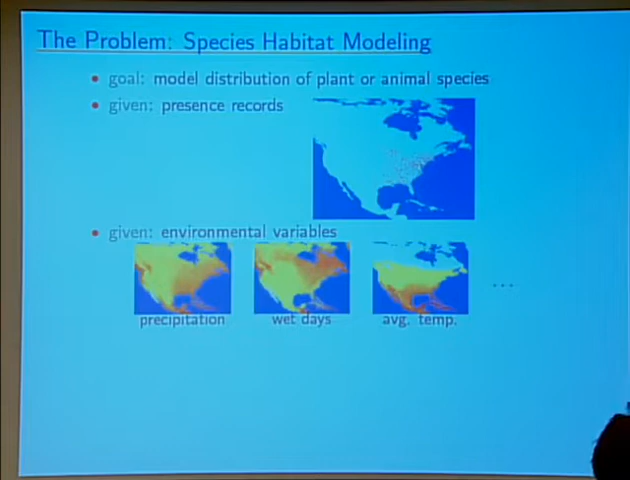 The Problem: Species Habitat Modeling
• goal: model distribution of plant or animal species
• given: presence records
• given: environmental variables
precipitation wet days avg. temp. ...